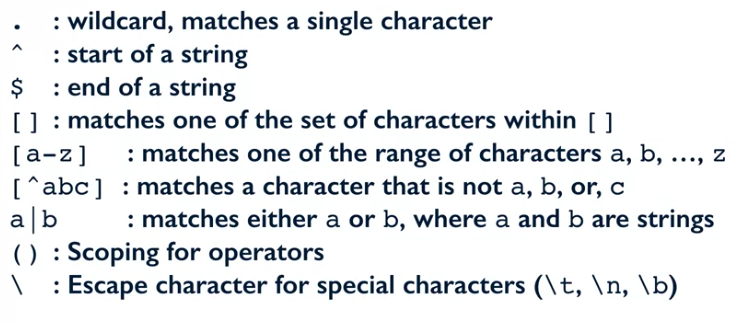 . : wildcard, matches a single character
^ : start of a string
$ : end of a string
[] : matches one of the set of characters within []
[a-z] : matches one of the range of characters a, b, …, z
[^abc] : matches a character that is not a, b, or, c
a|b : matches either a or b, where a and b are strings
() : Scoping for operators
\ : Escape character for special characters (\t, \n, \b)